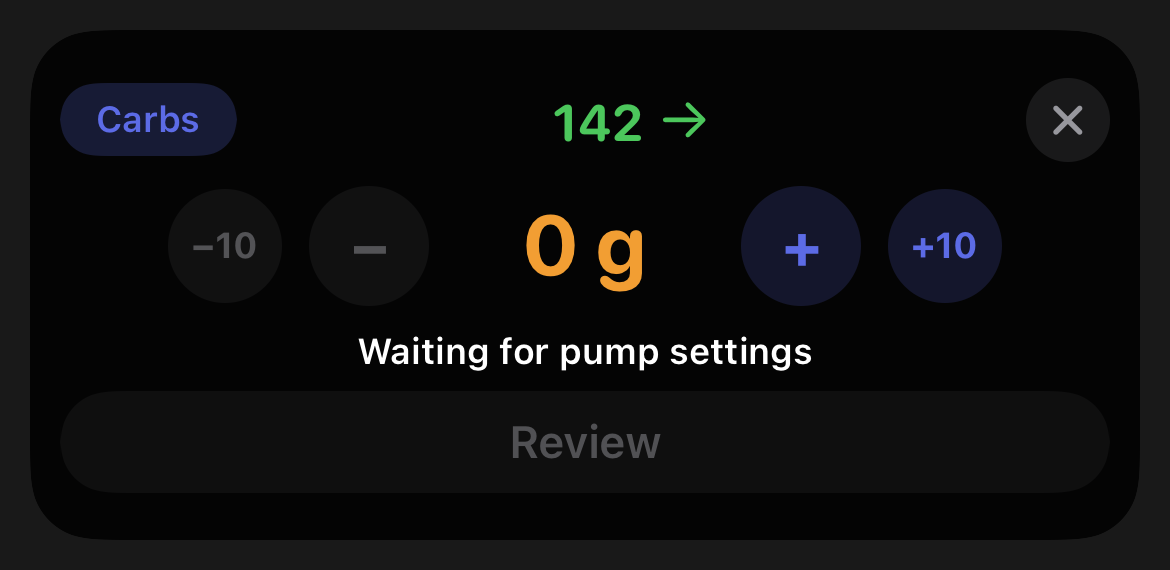 Carbs 142 →
−10 − 0 g + +10
Waiting for pump settings
Review